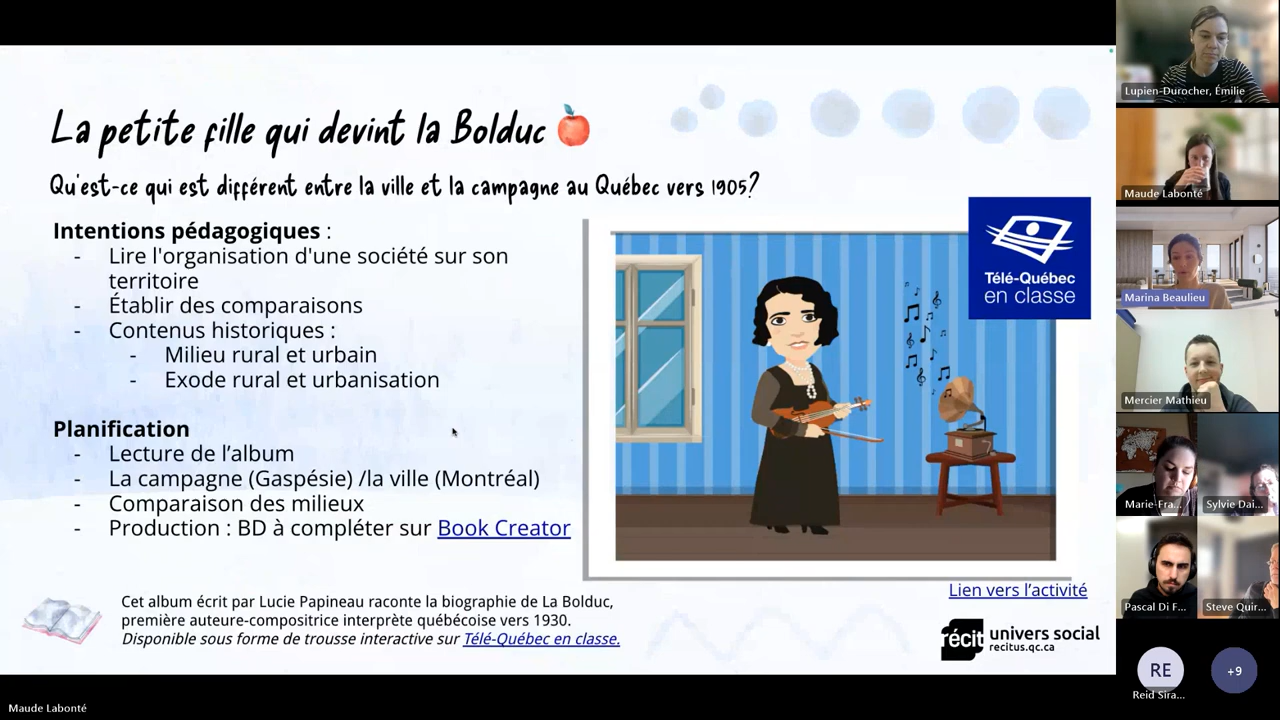 La petite fille qui devint la Bolduc
Qu'est-ce qui est différent entre la ville et la campagne au Québec vers 1905?
Intentions pédagogiques :
- Lire l'organisation d'une société sur son
territoire
- Établir des comparaisons
- Contenus historiques :
- Milieu rural et urbain
- Exode rural et urbanisation
Planification
- Lecture de l’album
- La campagne (Gaspésie) /la ville (Montréal)
- Comparaison des milieux
- Production : BD à compléter sur Book Creator
Télé-Québec
en classe
Lien vers l’activité
Cet album écrit par Lucie Papineau raconte la biographie de La Bolduc,
première auteure-compositrice interprète québécoise vers 1930.
Disponible sous forme de trousse interactive sur Télé-Québec en classe.
récit univers social
recitus.qc.ca
Maude Labonté
Lupien-Durocher, Émilie
Maude Labonté
Marina Beaulieu
Mercier Mathieu
Marie-Fra...
Sylvie Dai...
Pascal Di F...
Steve Quir...
RE
Reid Sira...
+9